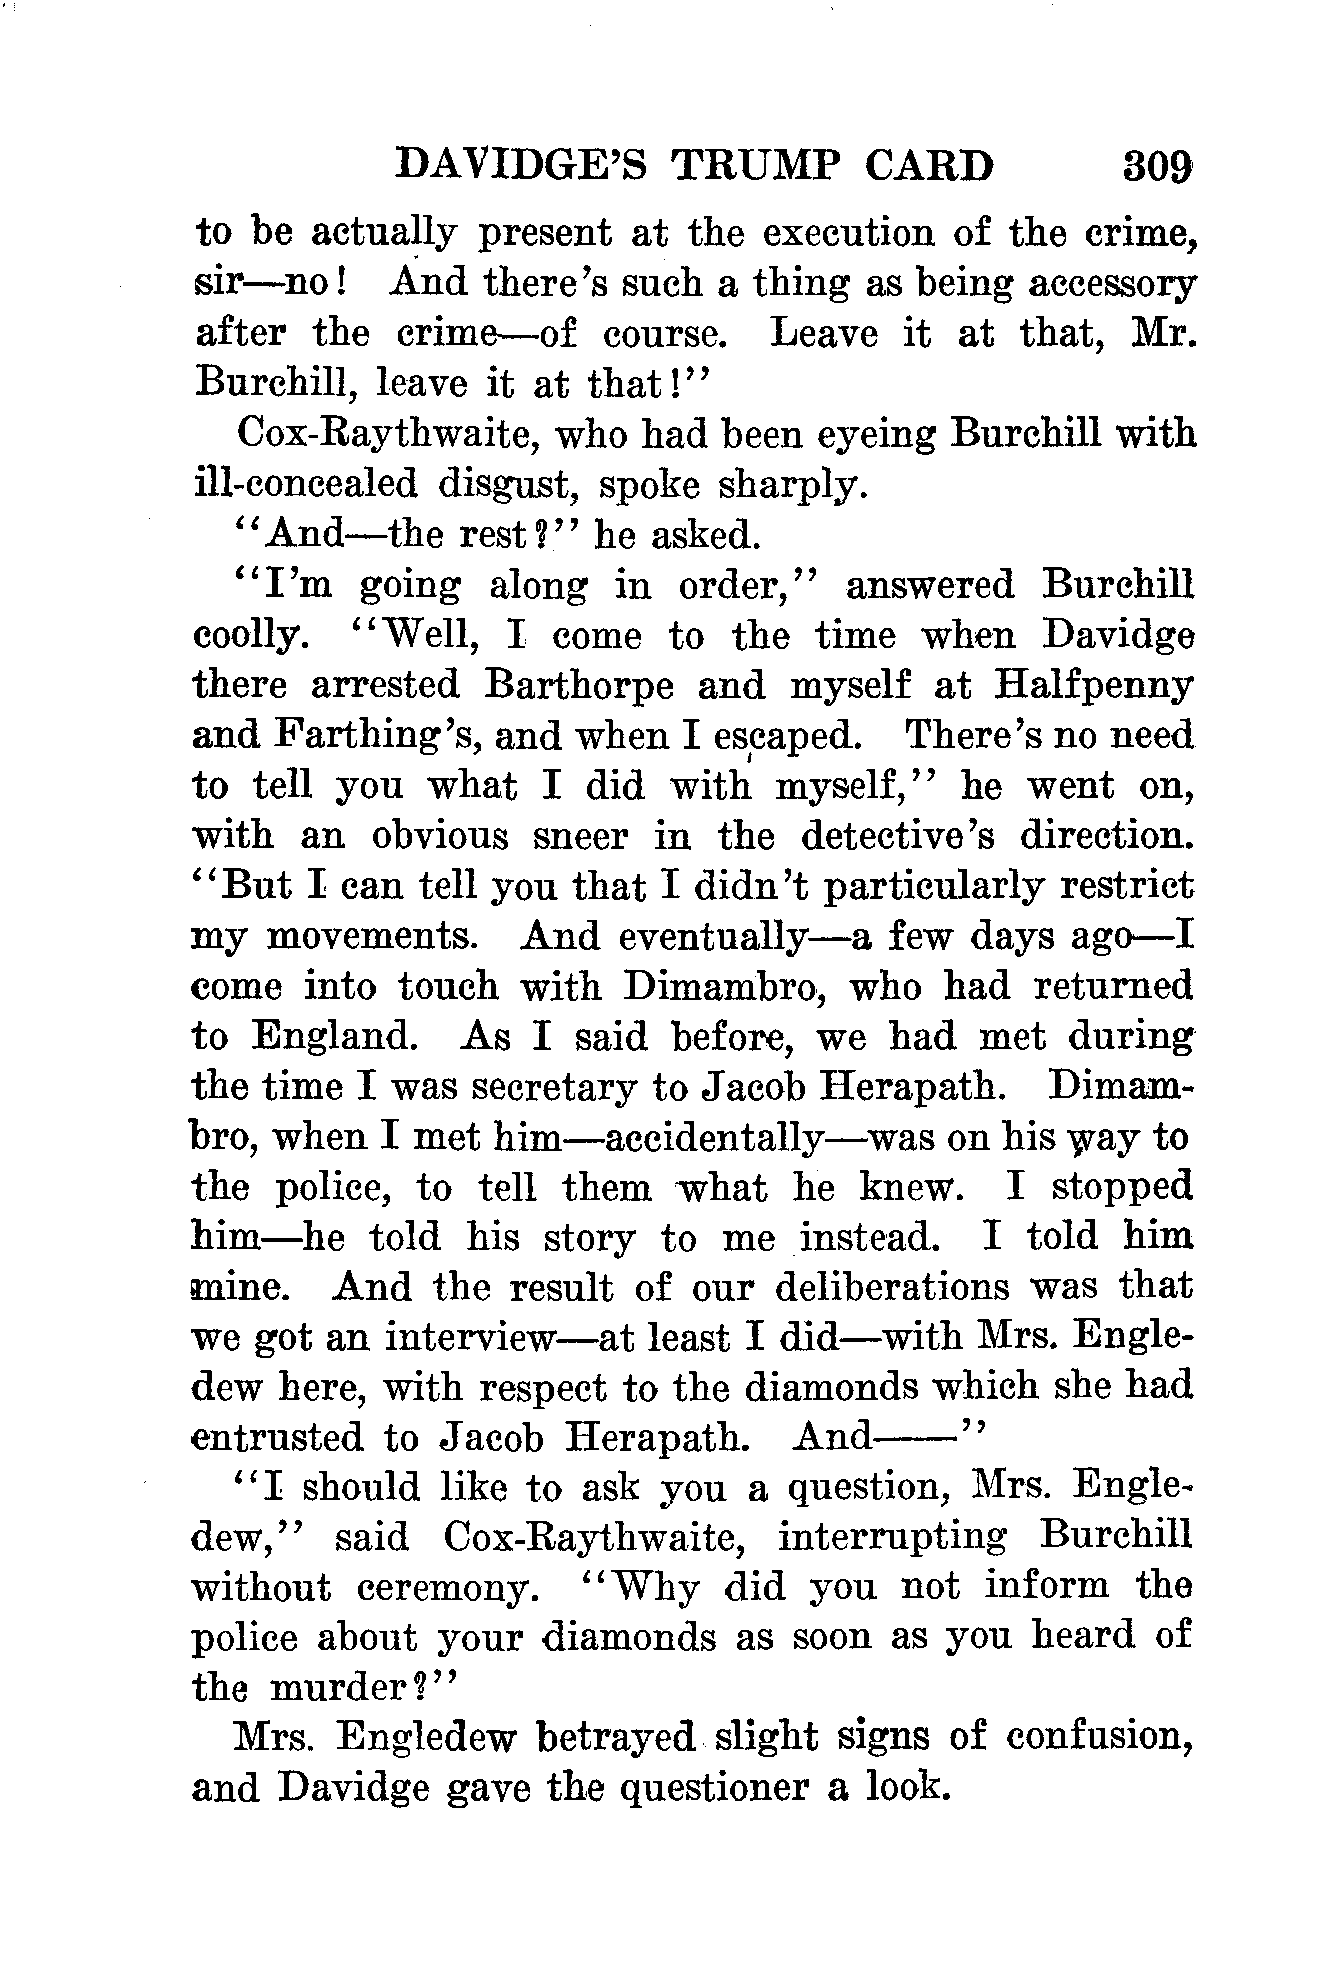 DAVIDGE'S TRUMP CARD 309
to be actually present at the execution of the crime,
sir—no! And there's such a thing as being accessory
after the crime—of course. Leave it at that, Mr.
Burchill, leave it at that!"
Cox-Raythwaite, who had been eyeing Burchill with
ill-concealed disgust, spoke sharply.
"And—the rest?" he asked.
"I'm going along in order," answered Burchill
coolly. "Well, I come to the time when Davidge
there arrested Barthorpe and myself at Halfpenny
and Farthing's, and when I escaped. There's no need
to tell you what I did with myself," he went on,
with an obvious sneer in the detective's direction.
"But I can tell you that I didn't particularly restrict
my movements. And eventually—a few days ago—I
come into touch with Dimambro, who had returned
to England. As I said before, we had met during
the time I was secretary to Jacob Herapath. Dimam-
bro, when I met him—accidentally—was on his way to
the police, to tell them what he knew. I stopped
him—he told his story to me instead. I told him
mine. And the result of our deliberations was that
we got an interview—at least I did—with Mrs. Engle-
dew here, with respect to the diamonds which she had
entrusted to Jacob Herapath. And——"
"I should like to ask you a question, Mrs. Engle-
dew," said Cox-Raythwaite, interrupting Burchill
without ceremony. "Why did you not inform the
police about your diamonds as soon as you heard of
the murder?"
Mrs. Engledew betrayed slight signs of confusion,
and Davidge gave the questioner a look.